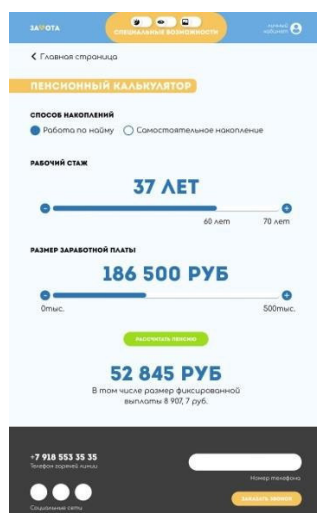 ЗАБОТА
СПЕЦИАЛЬНЫЕ ВОЗМОЖНОСТИ
личный
кабинет
Главная страница
ПЕНСИОННЫЙ КАЛЬКУЛЯТОР
СПОСОБ НАКОПЛЕНИЙ
Работа по найму
Самостоятельное накопление
РАБОЧИЙ СТАЖ
37 ЛЕТ
60 лет
70 лет
РАЗМЕР ЗАРАБОТНОЙ ПЛАТЫ
186 500 РУБ
0тыс.
500тыс.
РАССЧИТАТЬ ПЕНСИЮ
52 845 РУБ
В том числе размер фиксированной
выплаты 8 907, 7 руб.
+7 918 553 35 35
Телефон горячей линии
Номер телефона
Социальные сети
ЗАКАЗАТЬ ЗВОНОК